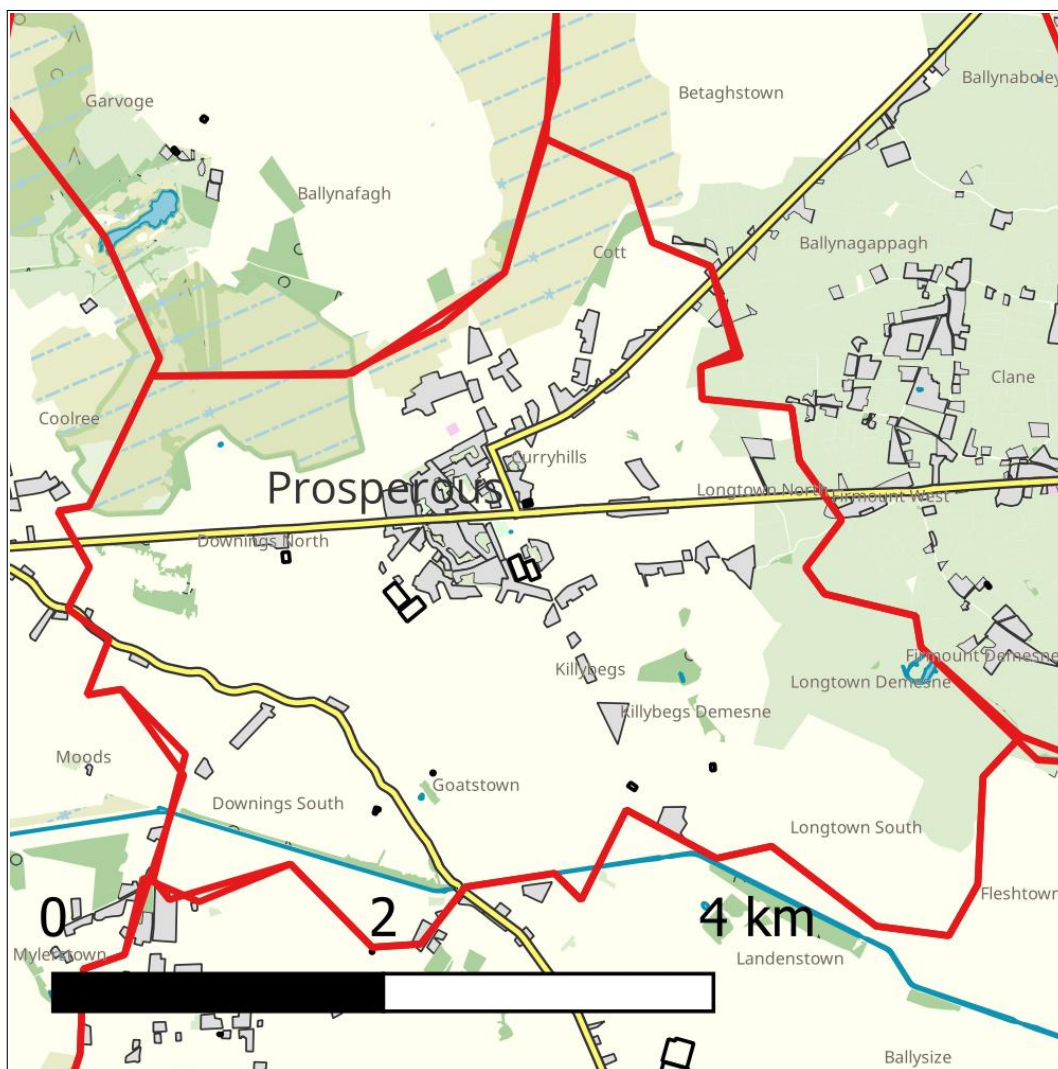 Ballynaboley
Betaghstown
Garvoge
Ballynafagh
Ballynagappagh
Cott
Clane
Coolree
Curryhills
Prosperous
Longtown North
Firmount West
Downings North
Firmount Demesne
Killybegs
Longtown Demesne
Killybegs Demesne
Moods
Goatstown
Downings South
Longtown South
Fleshtown
0 2 4 km
Mylerstown
Landenstown
Ballysize